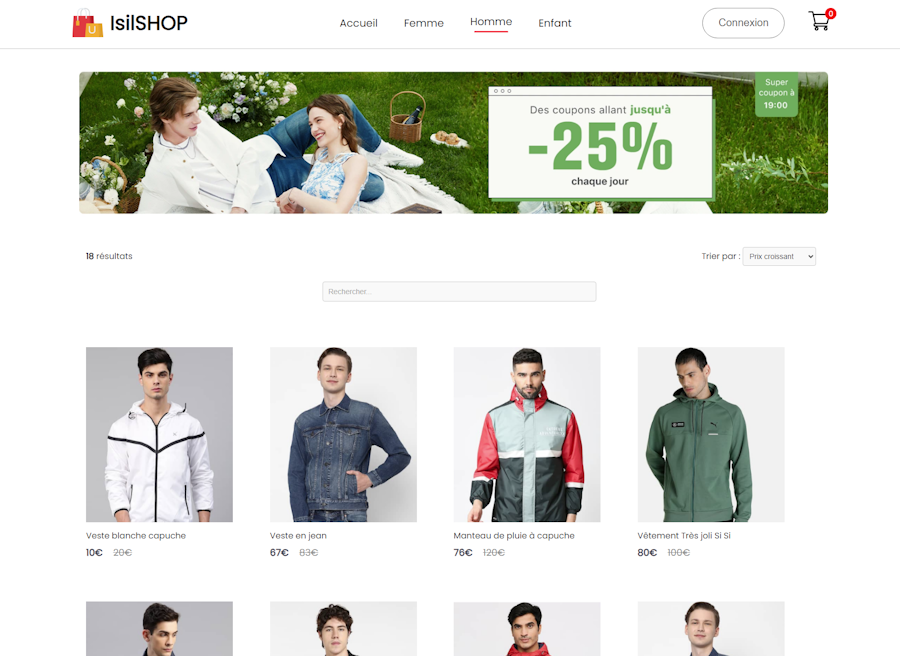 IsilSHOP
Accueil
Femme
Homme
Enfant
Connexion
0
Des coupons allant jusqu'à
-25%
chaque jour
Super
coupon à
19:00
18 résultats
Trier par :
Prix croissant
Rechercher...
Veste blanche capuche
10€ 20€
Veste en jean
67€ 83€
Manteau de pluie à capuche
76€ 120€
Vêtement Très joli Si Si
80€ 100€